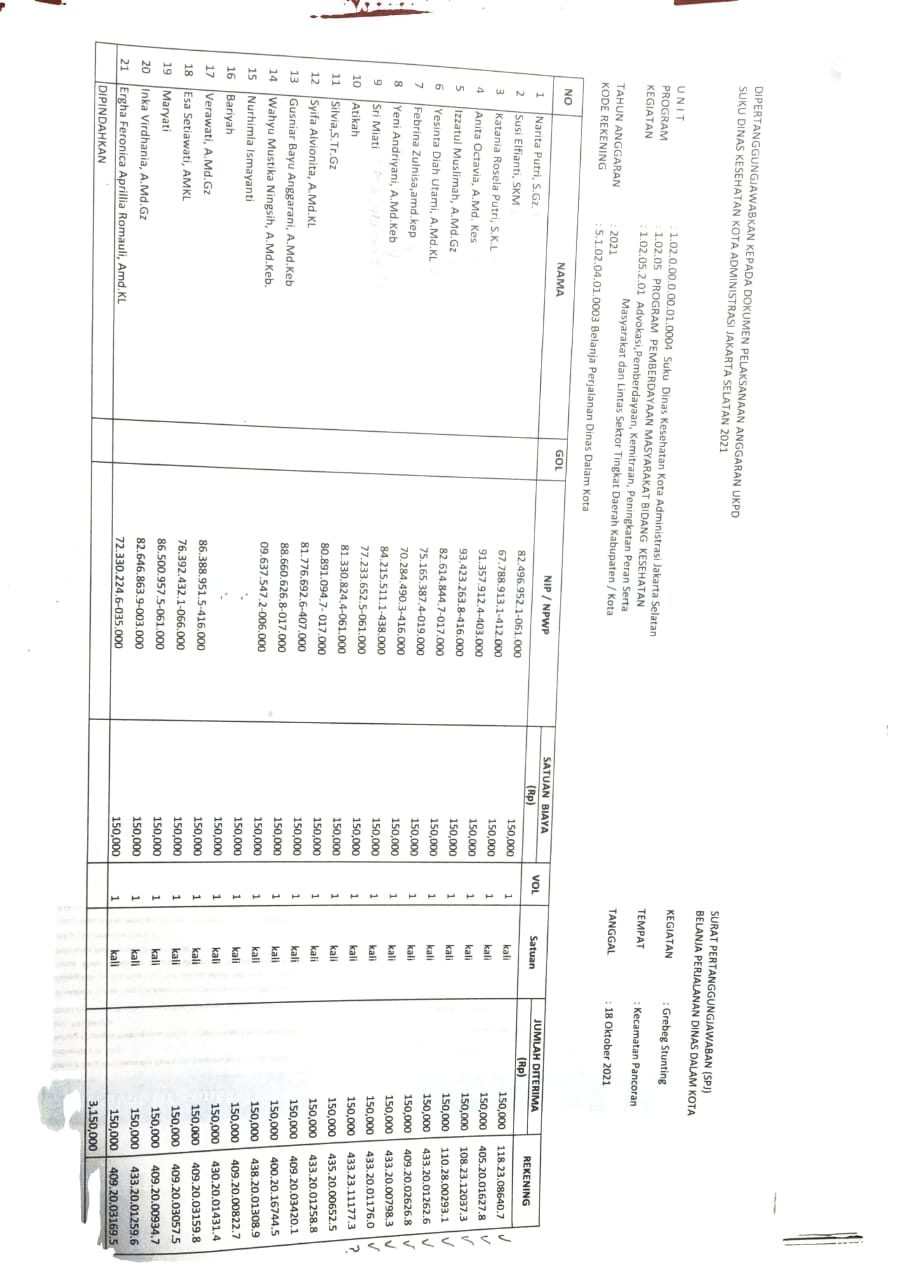 DIPERTANGGUNGJAWABKAN KEPADA DOKUMEN PELAKSANAAN ANGGARAN UKPD
SUKU DINAS KESEHATAN KOTA ADMINISTRASI JAKARTA SELATAN 2021
SURAT PERTANGGUNGJAWABAN (SPJ)
BELANJA PERJALANAN DINAS DALAM KOTA
UNIT : 1.02.0.00.0.00.01.0004 Suku Dinas Kesehatan Kota Administrasi Jakarta Selatan
PROGRAM : 1.02.05 PROGRAM PEMBERDAYAAN MASYARAKAT BIDANG KESEHATAN
KEGIATAN : 1.02.05.2.01 Advokasi,Pemberdayaan, Kemitraan, Peningkatan Peran Serta
Masyarakat dan Lintas Sektor Tingkat Daerah Kabupaten / Kota
TAHUN ANGGARAN : 2021
KODE REKENING : 5.1.02.04.01.0003 Belanja Perjalanan Dinas Dalam Kota
KEGIATAN : Grebeg Stunting
TEMPAT : Kecamatan Pancoran
TANGGAL : 18 Oktober 2021
NO NAMA GOL NIP / NPWP SATUAN BIAYA (Rp) VOL Satuan JUMLAH DITERIMA (Rp) REKENING
1 Narita Putri, S.Gz. 82.496.952.1-061.000 150,000 1 kali 150,000 118.23.08640.7 ✓
2 Susi Elfianti, SKM 67.788.913.1-412.000 150,000 1 kali 150,000 405.20.01627.8 ✓
3 Katania Rosela Putri, S.K.L 91.357.912.4-403.000 150,000 1 kali 150,000 108.23.12037.3 ✓
4 Anita Octavia, A.Md. Kes 93.423.263.8-416.000 150,000 1 kali 150,000 110.28.00293.1 ✓
5 Izzatul Muslimah, A.Md.Gz 82.614.844.7-017.000 150,000 1 kali 150,000 433.20.01262.6 ✓
6 Yesinta Diah Utami, A.Md.KL 75.165.387.4-019.000 150,000 1 kali 150,000 409.20.02626.8 ✓
7 Febrina Zulnisa,amd.kep 70.284.490.3-416.000 150,000 1 kali 150,000 433.20.00798.3 ✓
8 Yeni Andriyani, A.Md.Keb 84.215.511.1-438.000 150,000 1 kali 150,000 433.20.01176.0 ✓
9 Sri Miati 77.233.652.5-061.000 150,000 1 kali 150,000 433.23.11177.3 ?
10 Atikah 81.330.824.4-061.000 150,000 1 kali 150,000 435.20.00652.5
11 Silvia,S.Tr.Gz 80.891.094.7- 017.000 150,000 1 kali 150,000 433.20.01258.8
12 Syifa Alvionita, A.Md.KL 81.776.692.6-407.000 150,000 1 kali 150,000 409.20.03420.1
13 Gusniar Bayu Anggarani, A.Md.Keb 88.660.626.8-017.000 150,000 1 kali 150,000 400.20.16744.5
14 Wahyu Mustika Ningsih, A.Md.Keb. 09.637.547.2-006.000 150,000 1 kali 150,000 438.20.01308.9
15 Nurhimla Ismayanti 150,000 1 kali 150,000 409.20.00822.7
16 Bariyah 150,000 1 kali 150,000 430.20.01431.4
17 Verawati, A.Md.Gz 86.388.951.5-416.000 150,000 1 kali 150,000 409.20.03159.8
18 Esa Setiawati, AMKL 76.392.432.1-066.000 150,000 1 kali 150,000 409.20.03057.5
19 Maryati 86.500.957.5-061.000 150,000 1 kali 150,000 409.20.00934.7
20 Inka Virdhania, A.Md.Gz 82.646.863.9-003.000 150,000 1 kali 150,000 433.20.01259.6
21 Ergha Feronica Aprillia Romauli, Amd.KL 72.330.224.6-035.000 150,000 1 kali 150,000 409.20.03169.5
DIPINDAHKAN 3,150,000